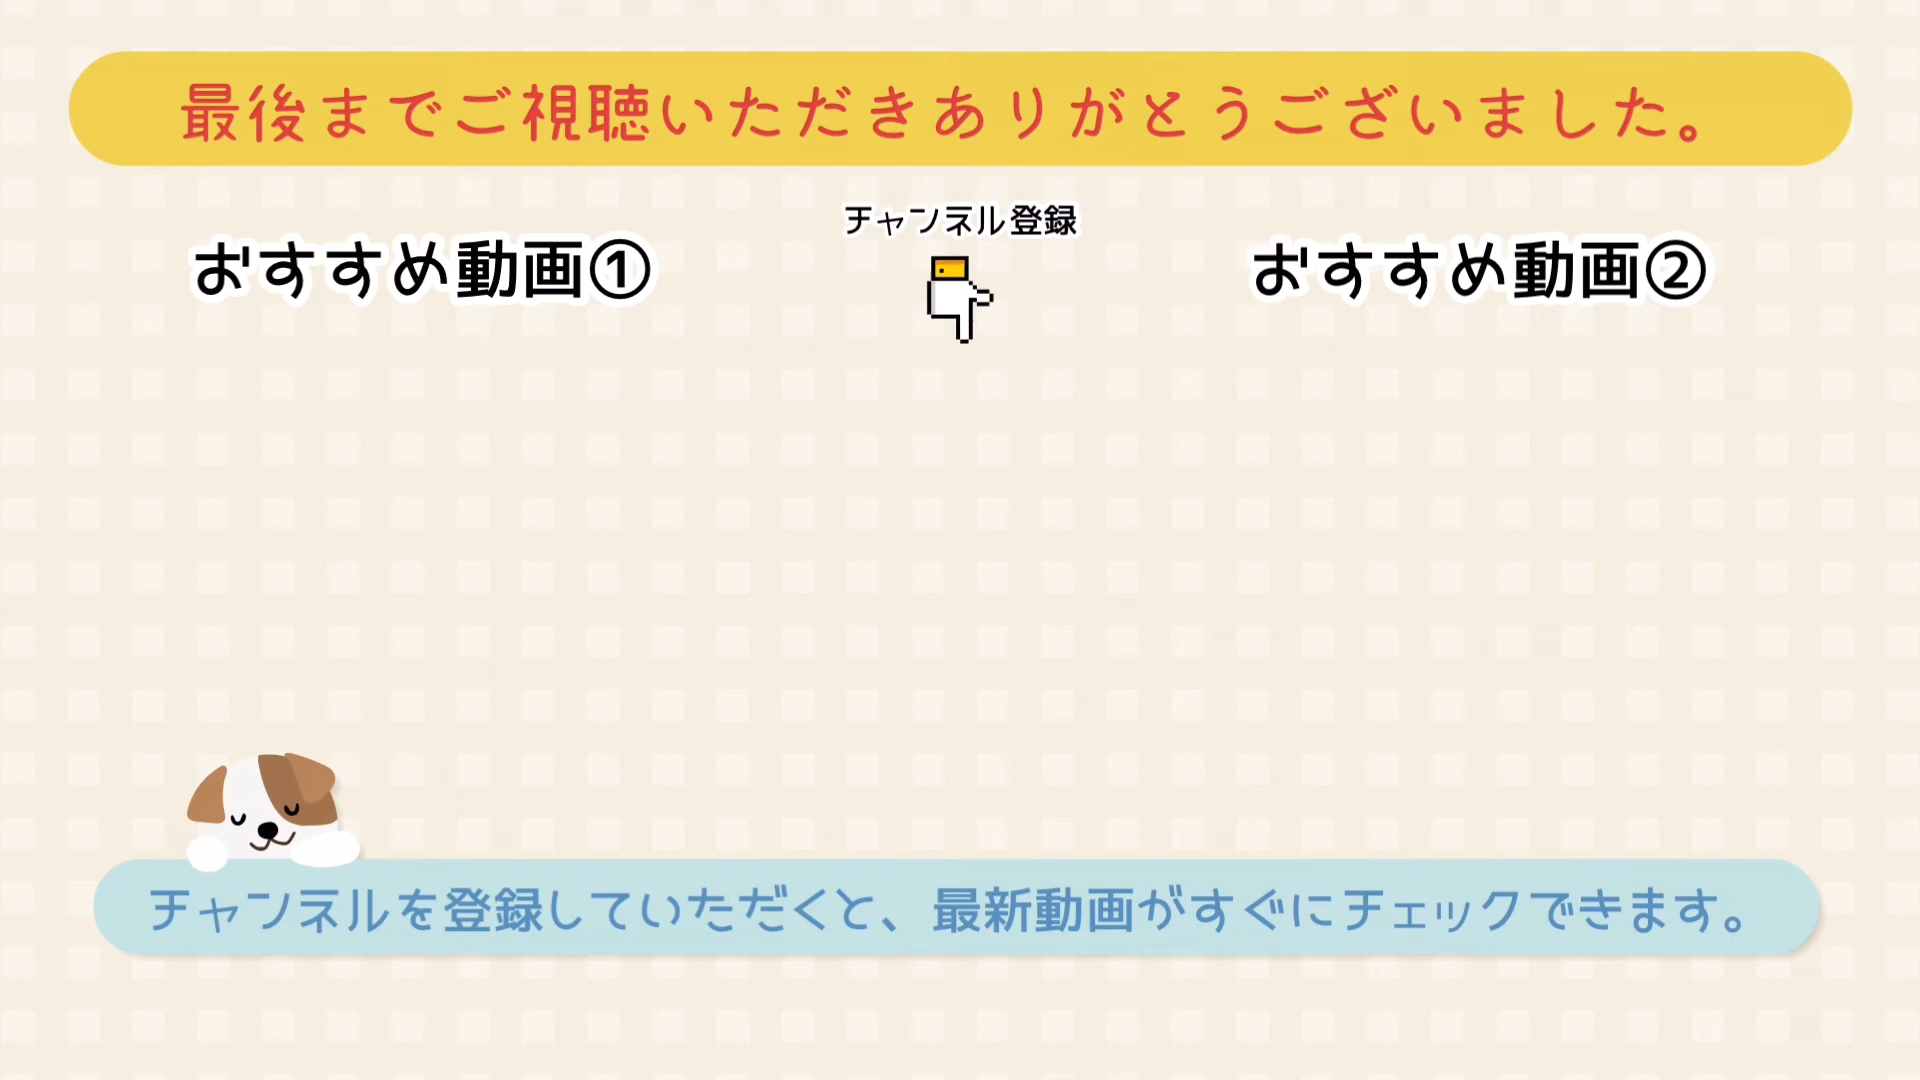 最後までご視聴いただきありがとうございました。
チャンネル登録
おすすめ動画①
おすすめ動画②
チャンネルを登録していただくと、最新動画がすぐにチェックできます。